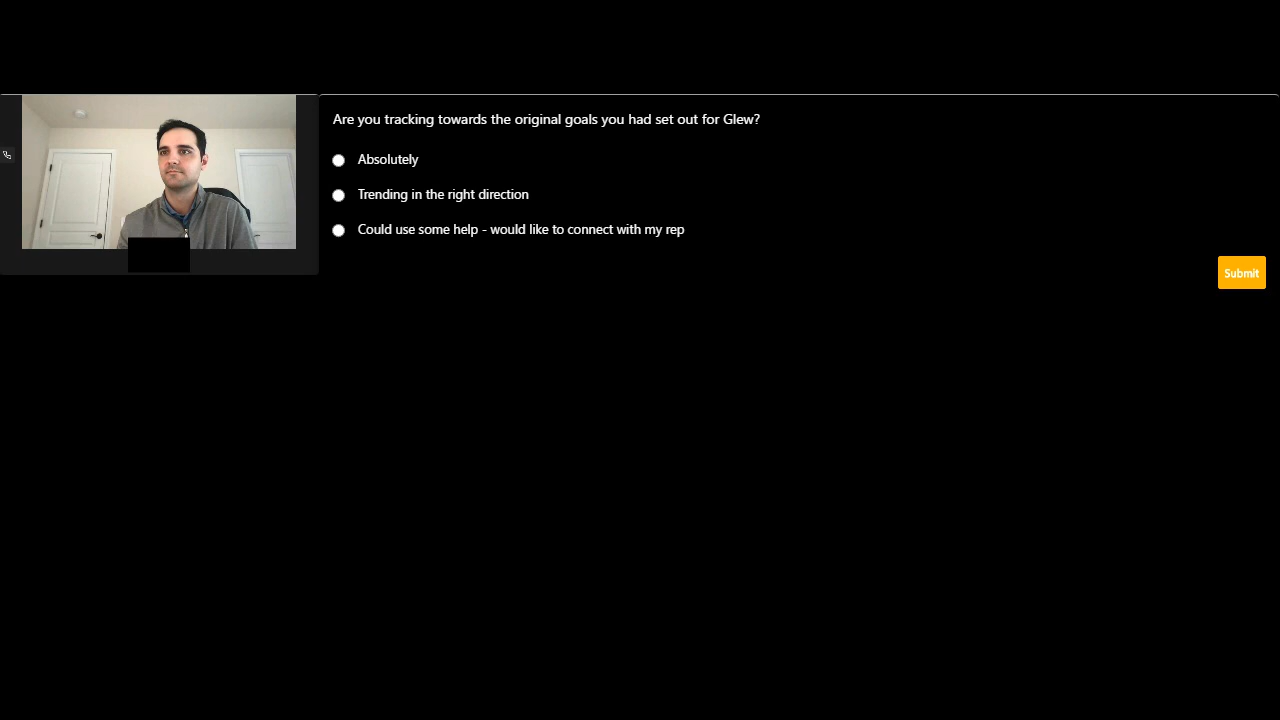 Are you tracking towards the original goals you had set out for Glew?
Absolutely
Trending in the right direction
Could use some help - would like to connect with my rep
Submit